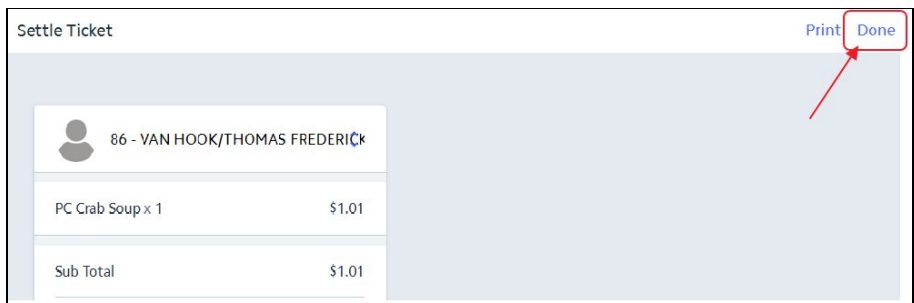 Settle Ticket Print Done
86 - VAN HOOK/THOMAS FREDERICK
PC Crab Soup x 1 $1.01
Sub Total $1.01